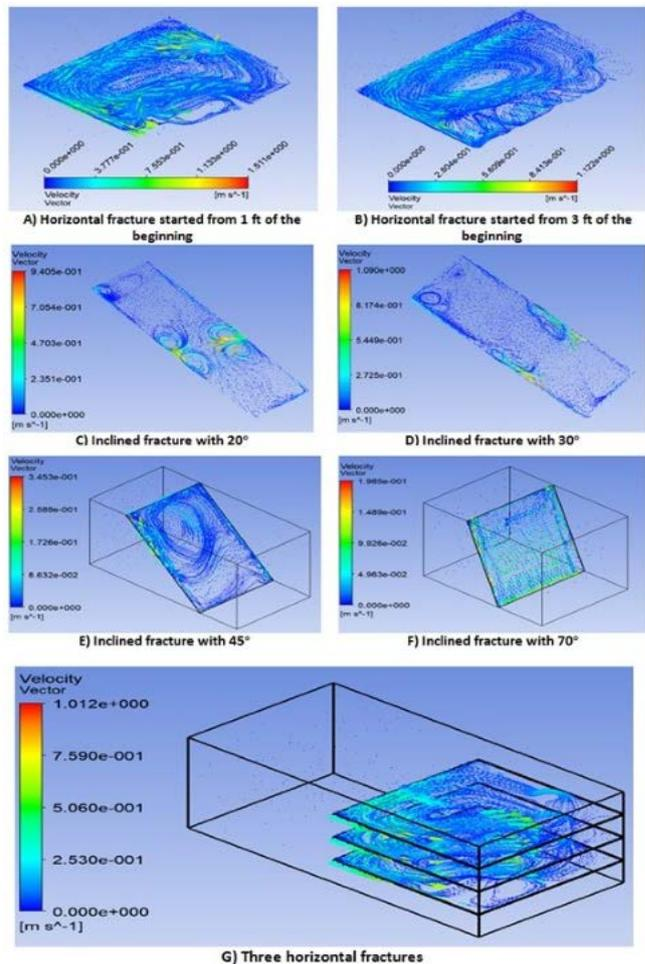 0.000e+000
3.777e-001
7.553e-001
1.133e+000
1.511e+000
Velocity
Vector
[m s^-1]
A) Horizontal fracture started from 1 ft of the
beginning
0.000e+000
2.804e-001
5.609e-001
8.413e-001
1.122e+000
Velocity
Vector
[m s^-1]
B) Horizontal fracture started from 3 ft of the
beginning
Velocity
Vector
9.405e-001
7.054e-001
4.703e-001
2.351e-001
0.000e+000
[m s^-1]
C) Inclined fracture with 20°
Velocity
Vector
1.090e+000
8.174e-001
5.449e-001
2.725e-001
0.000e+000
[m s^-1]
D) Inclined fracture with 30°
Velocity
Vector
3.453e-001
2.588e-001
1.726e-001
8.632e-002
0.000e+000
[m s^-1]
E) Inclined fracture with 45°
Velocity
Vector
1.985e-001
1.489e-001
9.926e-002
4.963e-002
0.000e+000
[m s^-1]
F) Inclined fracture with 70°
Velocity
Vector
1.012e+000
7.590e-001
5.060e-001
2.530e-001
0.000e+000
[m s^-1]
G) Three horizontal fractures